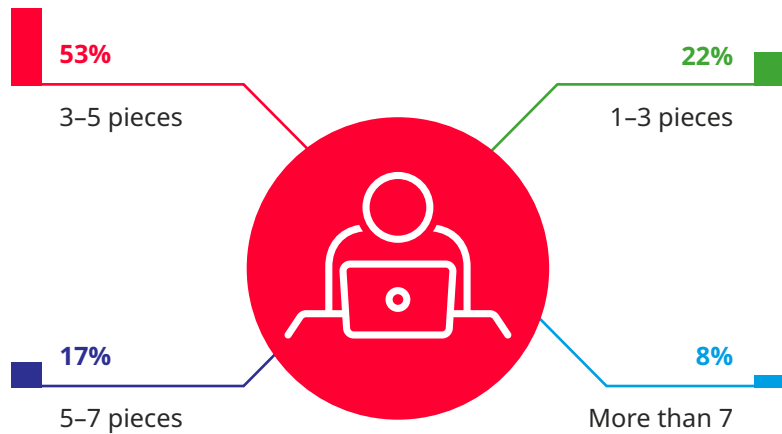 53%
3–5 pieces
22%
1–3 pieces
17%
5–7 pieces
8%
More than 7